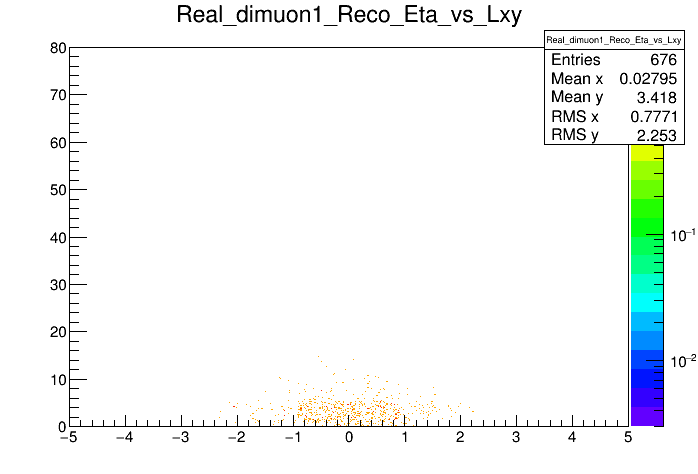 Real_dimuon1_Reco_Eta_vs_Lxy
Real_dimuon1_Reco_Eta_vs_Lxy
Entries 676
Mean x 0.02795
Mean y 3.418
RMS x 0.7771
RMS y 2.253
80
70
60
50
40
30
20
10
0
−5 −4 −3 −2 −1 0 1 2 3 4 5
10⁻¹
10⁻²